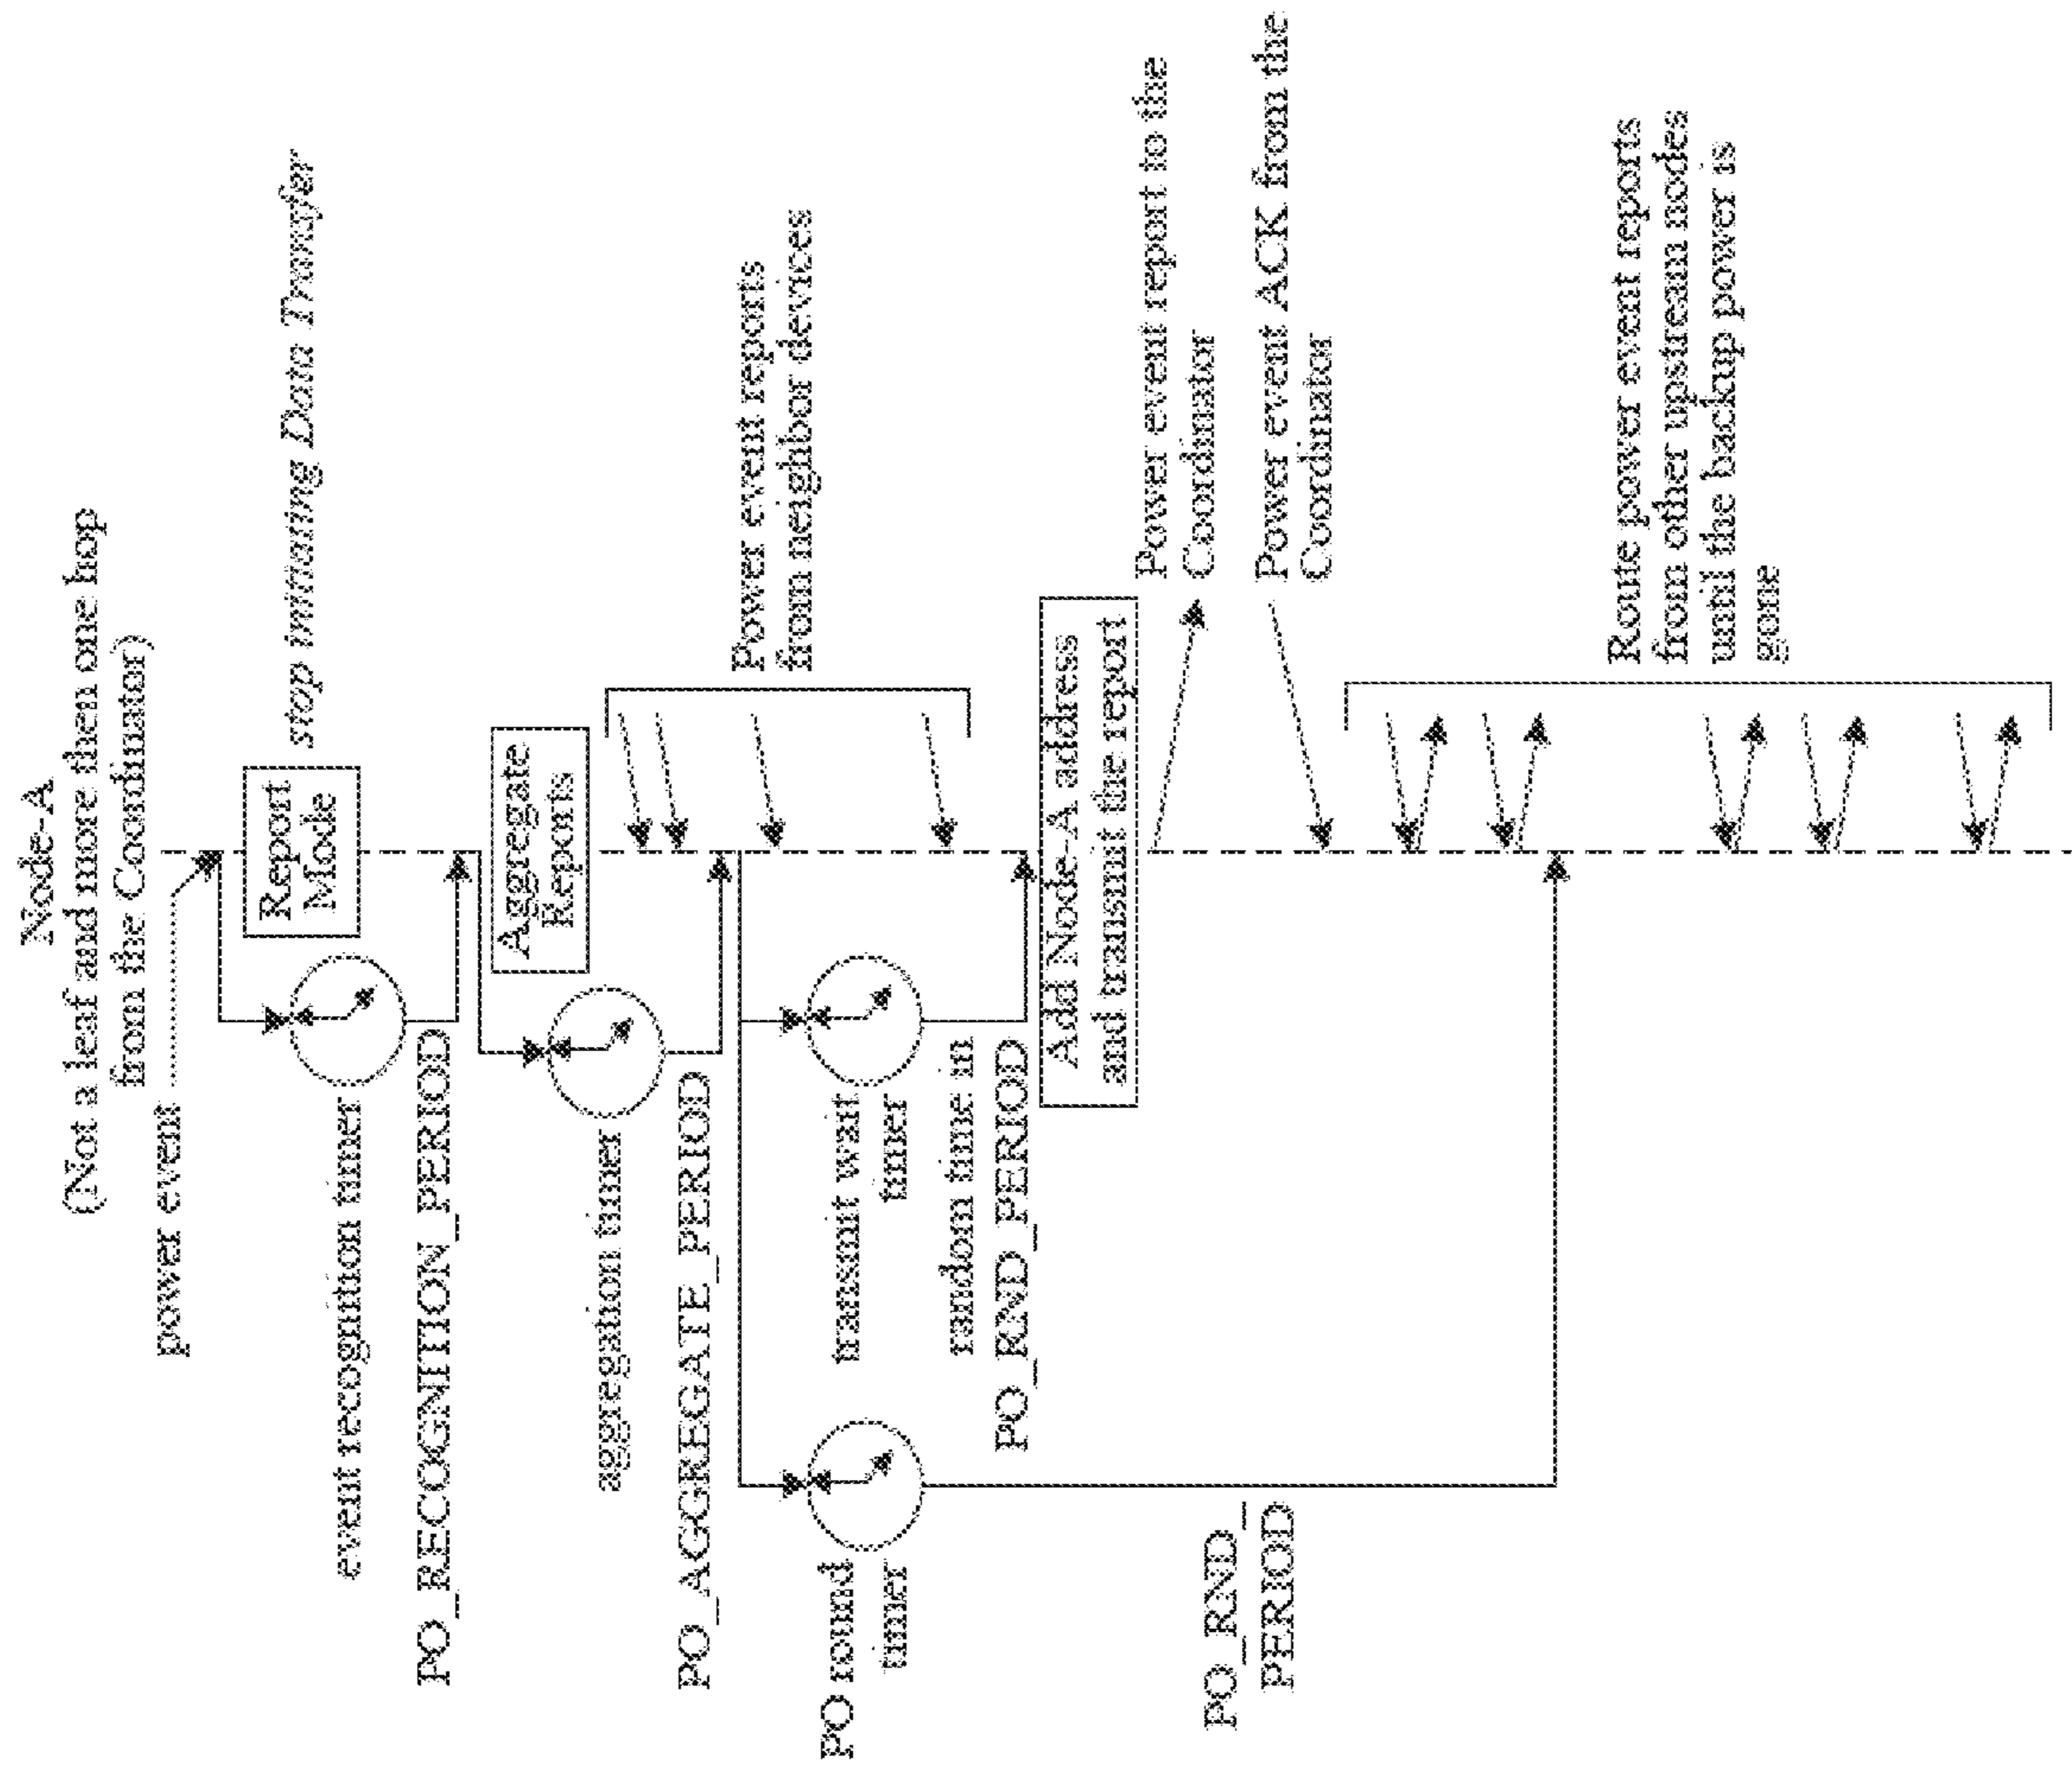 Node-A
(Not a leaf and more then one hop
from the Coordinator)
power event
Report
Mode
stop initiating Data Transfer
event recognition timer
PO_RECOGNITION_PERIOD
Aggregate
Reports
aggregation timer
PO_AGGREGATE_PERIOD
Power event reports
from neighbor devices
transmit wait
timer
random time in
PO_RND_PERIOD
PO round
timer
PO_RND_
PERIOD
Add Node-A address
and transmit the report
Power event report to the
Coordinator
Power event ACK from the
Coordinator
Route power event reports
from other upstream nodes
until the backup power is
gone